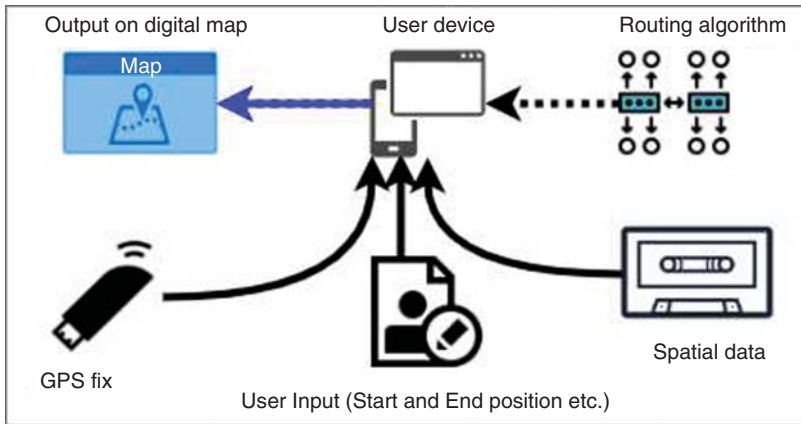 Output on digital map
User device
Routing algorithm
Map
GPS fix
Spatial data
User Input (Start and End position etc.)